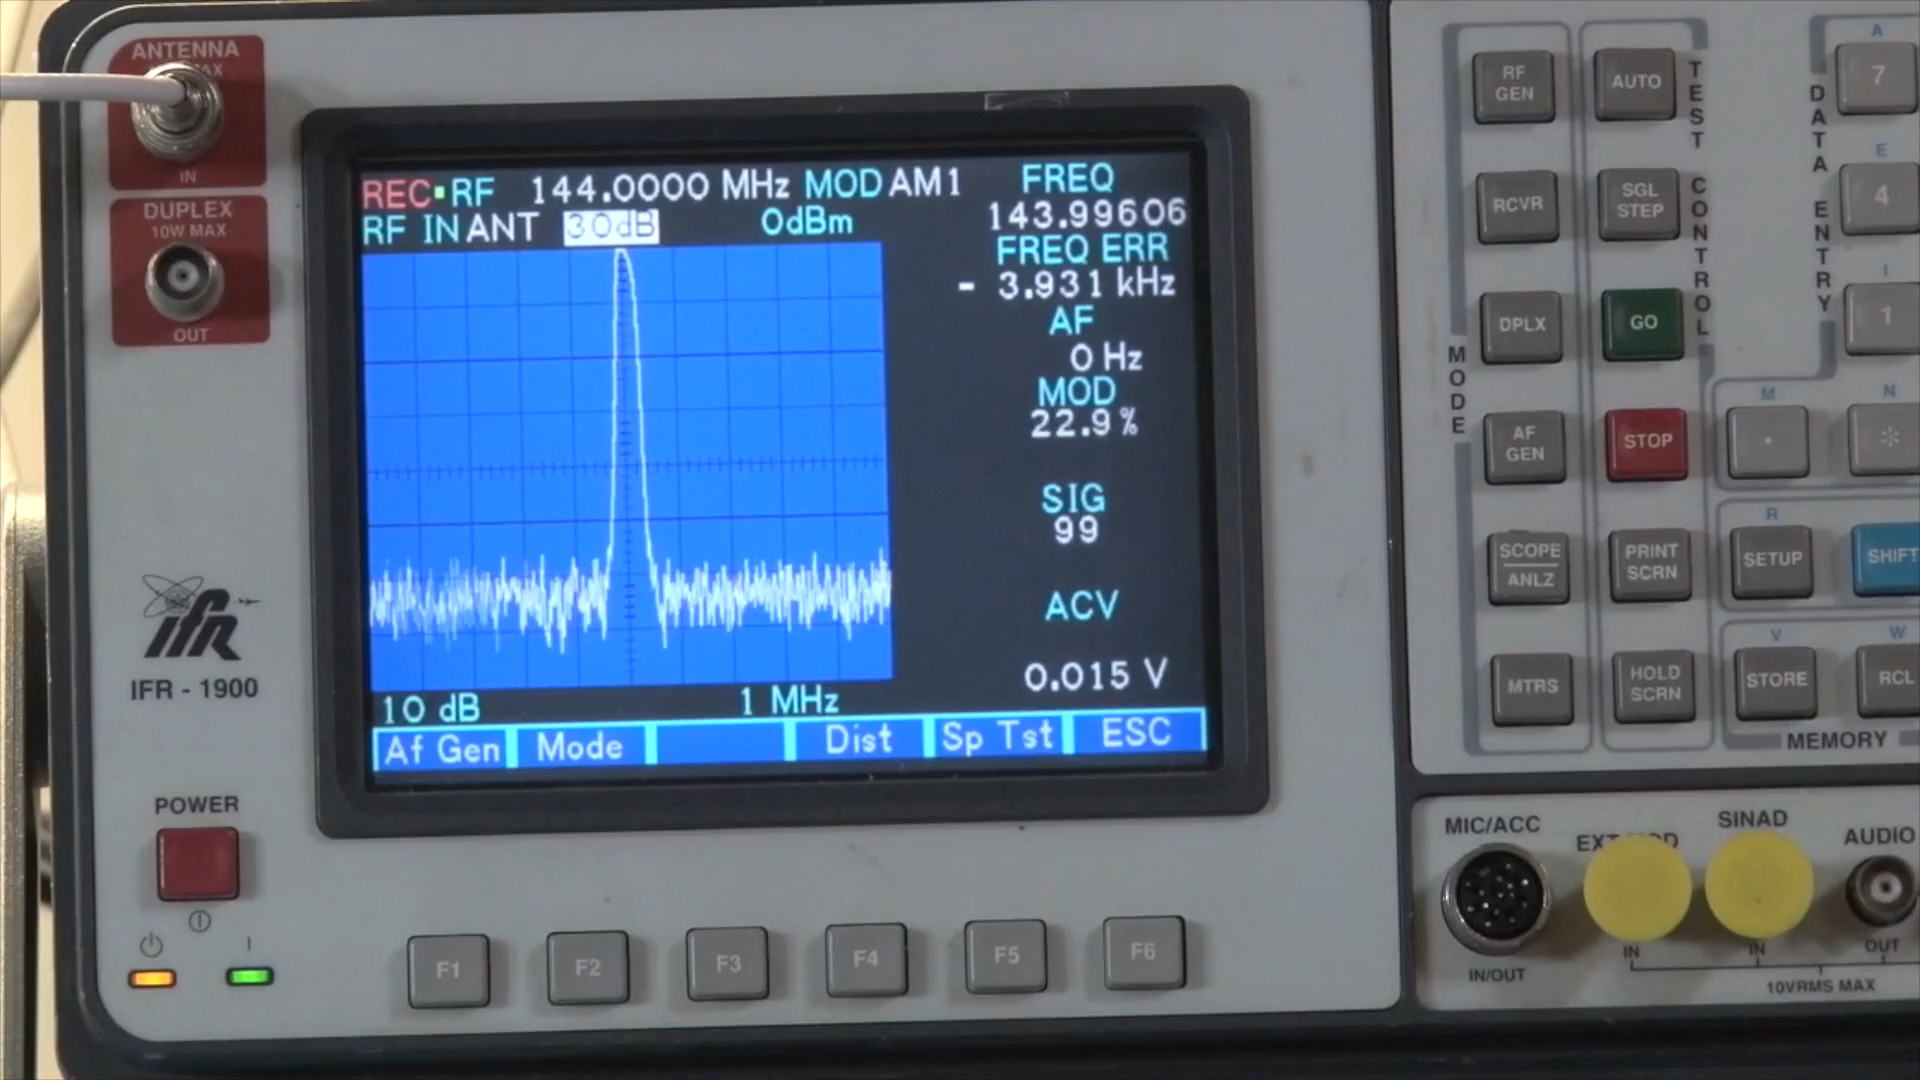 ANTENNA
MAX
IN
DUPLEX
10W MAX
OUT
iFR
IFR - 1900
POWER
REC RF 144.0000 MHz MOD AM1
RF IN ANT 30dB 0dBm
FREQ
143.99606
FREQ ERR
- 3.931 kHz
AF
0 Hz
MOD
22.9%
SIG
99
ACV
0.015 V
10 dB 1 MHz
Af Gen Mode Dist Sp Tst ESC
F1 F2 F3 F4 F5 F6
MODE
RF GEN
RCVR
DPLX
AF GEN
SCOPE ANLZ
MTRS
AUTO
SGL STEP
GO
STOP
PRINT SCRN
HOLD SCRN
TEST CONTROL
DATA ENTRY
A
7
E
4
I
1
M
.
N
*
R
SETUP
SHIFT
V
STORE
W
RCL
MEMORY
MIC/ACC
IN/OUT
EXT MOD
IN
SINAD
IN
AUDIO
OUT
10VRMS MAX